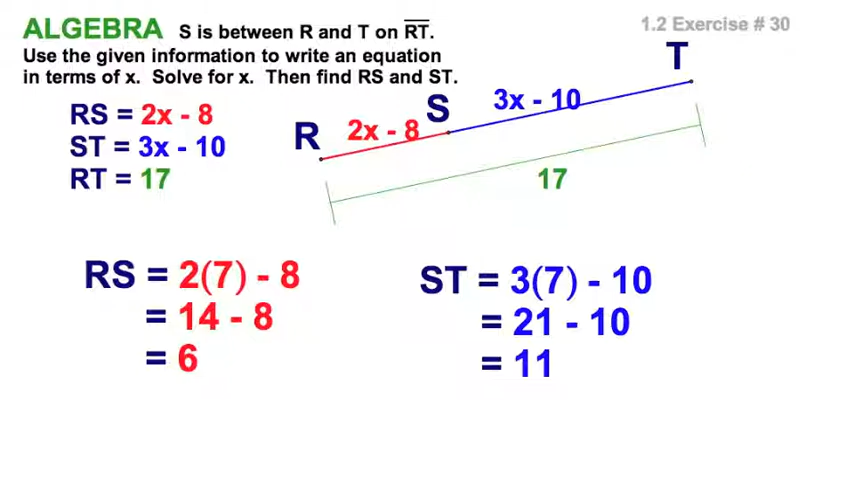 ALGEBRA S is between R and T on RT.
1.2 Exercise # 30
Use the given information to write an equation
in terms of x. Solve for x. Then find RS and ST.
T
RS = 2x - 8
ST = 3x - 10
RT = 17
R
2x - 8
S
3x - 10
17
RS = 2(7) - 8
= 14 - 8
= 6
ST = 3(7) - 10
= 21 - 10
= 11